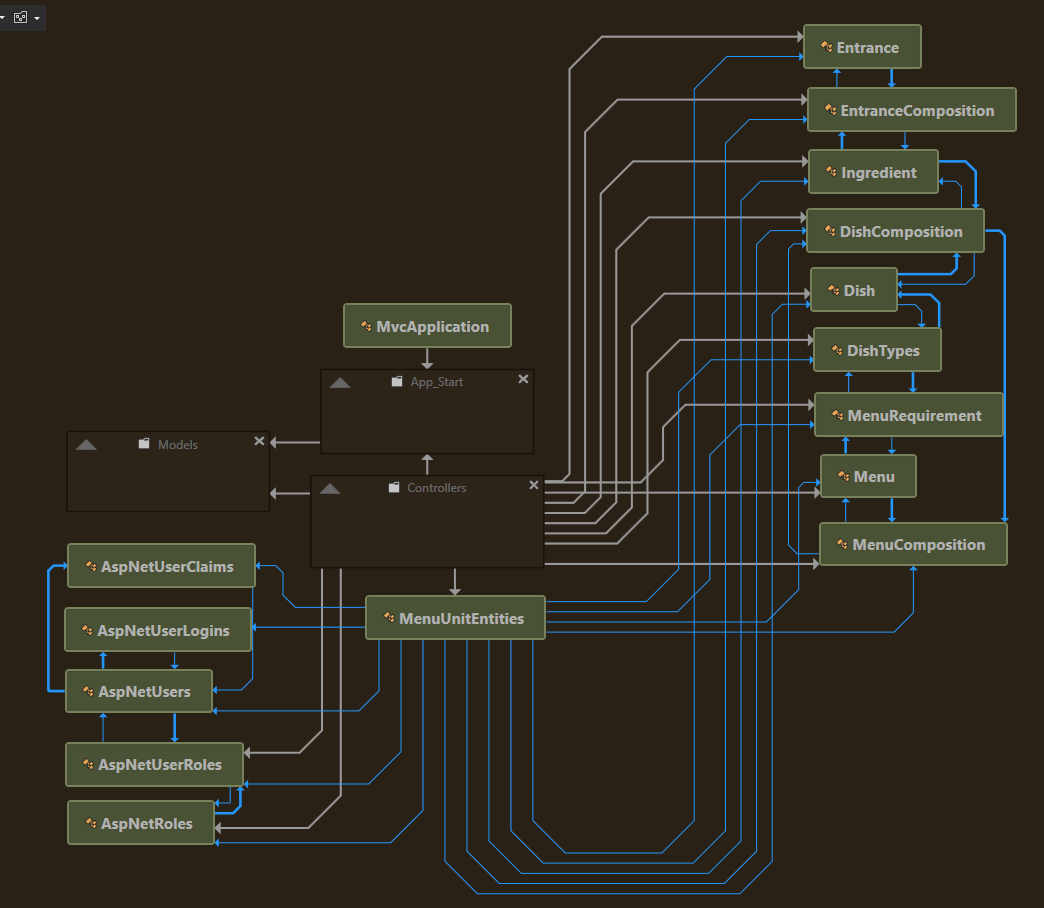 Entrance
EntranceComposition
Ingredient
DishComposition
Dish
MvcApplication
DishTypes
App_Start
MenuRequirement
Models
Menu
Controllers
MenuComposition
AspNetUserClaims
MenuUnitEntities
AspNetUserLogins
AspNetUsers
AspNetUserRoles
AspNetRoles